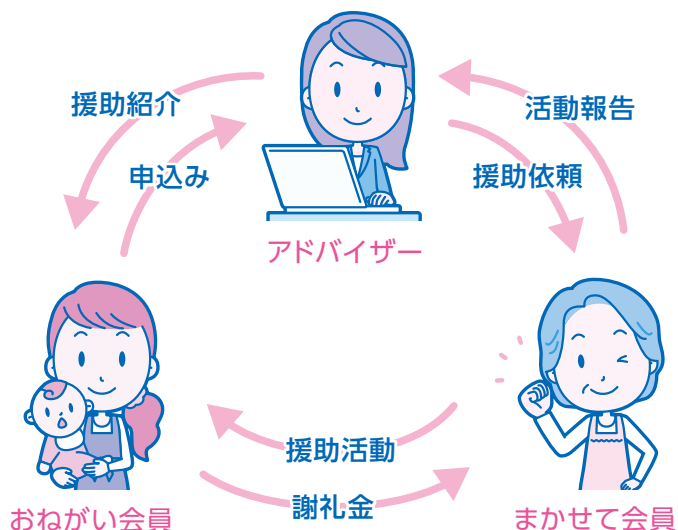 援助紹介
活動報告
申込み
援助依頼
アドバイザー
援助活動
謝礼金
おねがい会員
まかせて会員